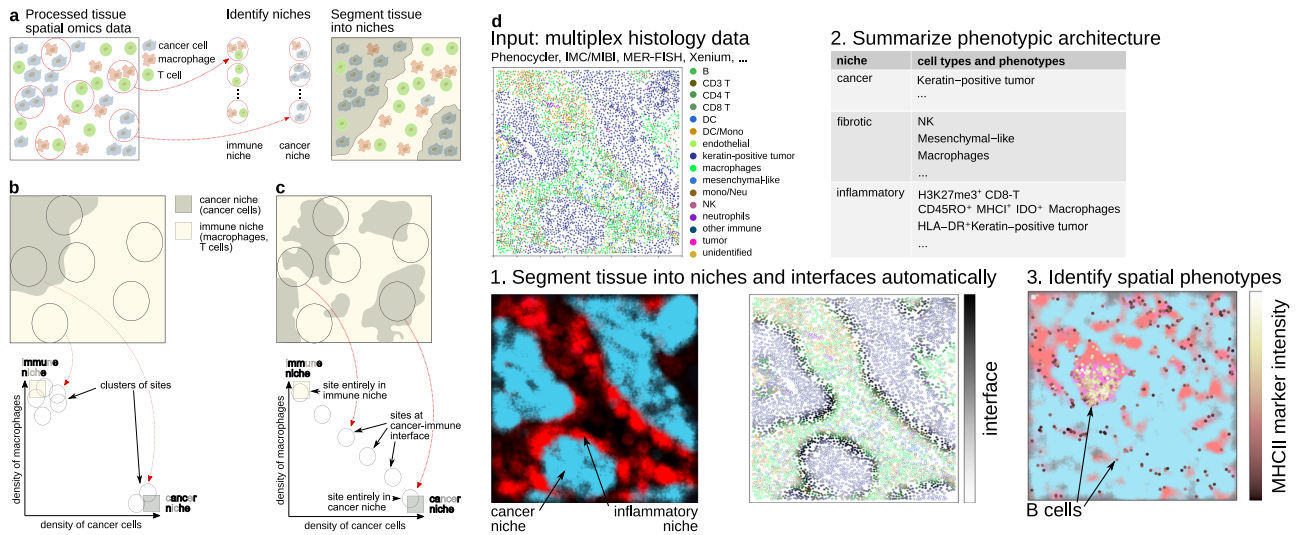 a
Processed tissue
spatial omics data
cancer cell
macrophage
T cell
Identify niches
immune
niche
cancer
niche
Segment tissue
into niches
b
cancer niche
(cancer cells)
immune niche
(macrophages,
T cells)
immune
niche
clusters of sites
density of macrophages
cancer
niche
density of cancer cells
c
immune
niche
site entirely in
immune niche
sites at
cancer-immune
interface
site entirely in
cancer niche
cancer
niche
density of macrophages
density of cancer cells
d
Input: multiplex histology data
Phenocycler, IMC/MIBI, MER-FISH, Xenium, ...
B
CD3 T
CD4 T
CD8 T
DC
DC/Mono
endothelial
keratin-positive tumor
macrophages
mesenchymal-like
mono/Neu
NK
neutrophils
other immune
tumor
unidentified
1. Segment tissue into niches and interfaces automatically
cancer
niche
inflammatory
niche
interface
2. Summarize phenotypic architecture
niche cell types and phenotypes
cancer Keratin−positive tumor
...
fibrotic NK
Mesenchymal−like
Macrophages
...
inflammatory H3K27me3⁺ CD8-T
CD45RO⁺ MHCI⁺ IDO⁺ Macrophages
HLA−DR⁺Keratin−positive tumor
...
3. Identify spatial phenotypes
MHCII marker intensity
B cells